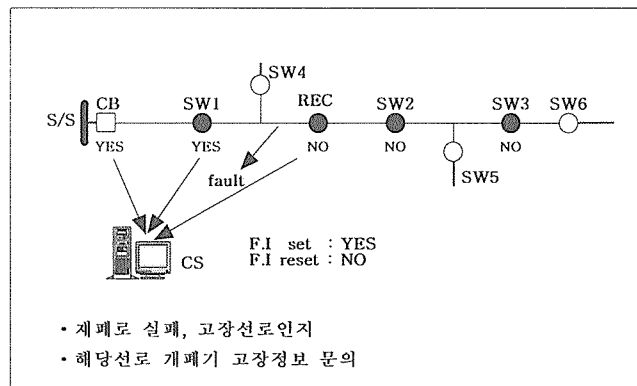 SW4
CB SW1 REC SW2 SW3 SW6
S/S
YES YES NO NO NO
fault
SW5
CS
F.I set : YES
F.I reset : NO
• 재폐로 실패, 고장선로인지
• 해당선로 개폐기 고장정보 문의